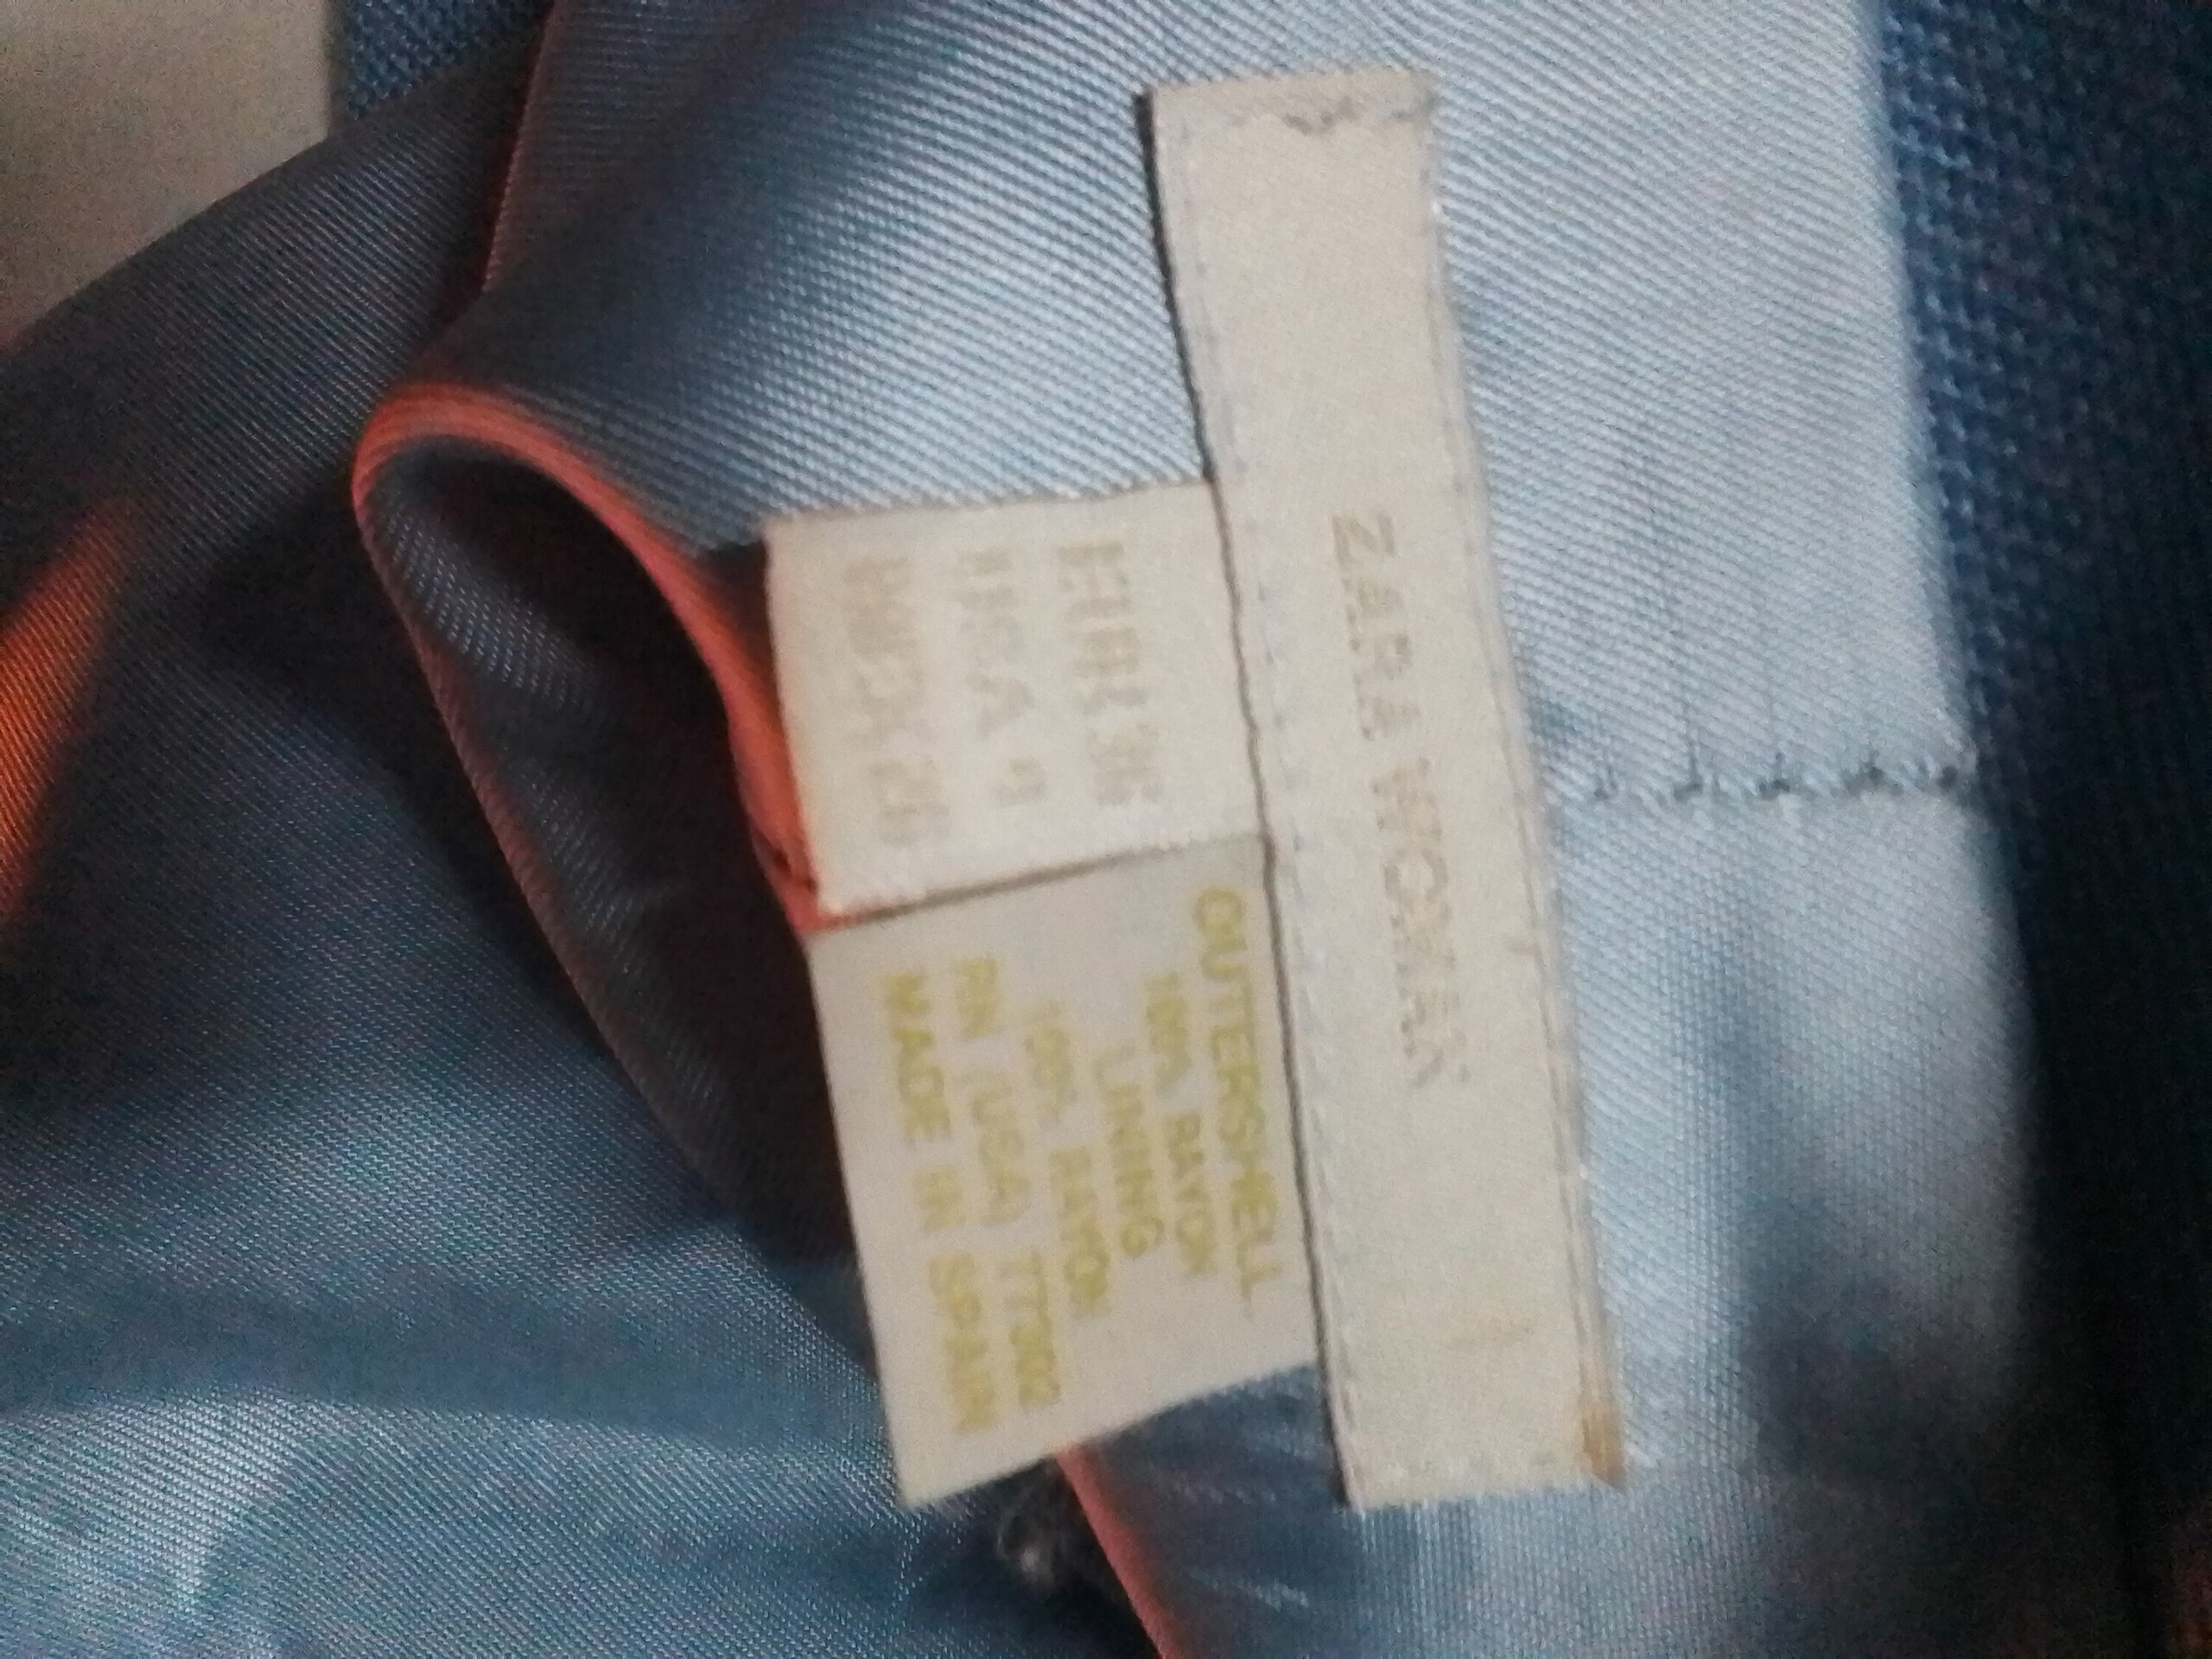 ZARA WOMAN
EUR 36
USA
MEX 26
OUTERSHELL
100% RAYON
LINING
100% RAYON
RN (USA) 77302
MADE IN SPAIN